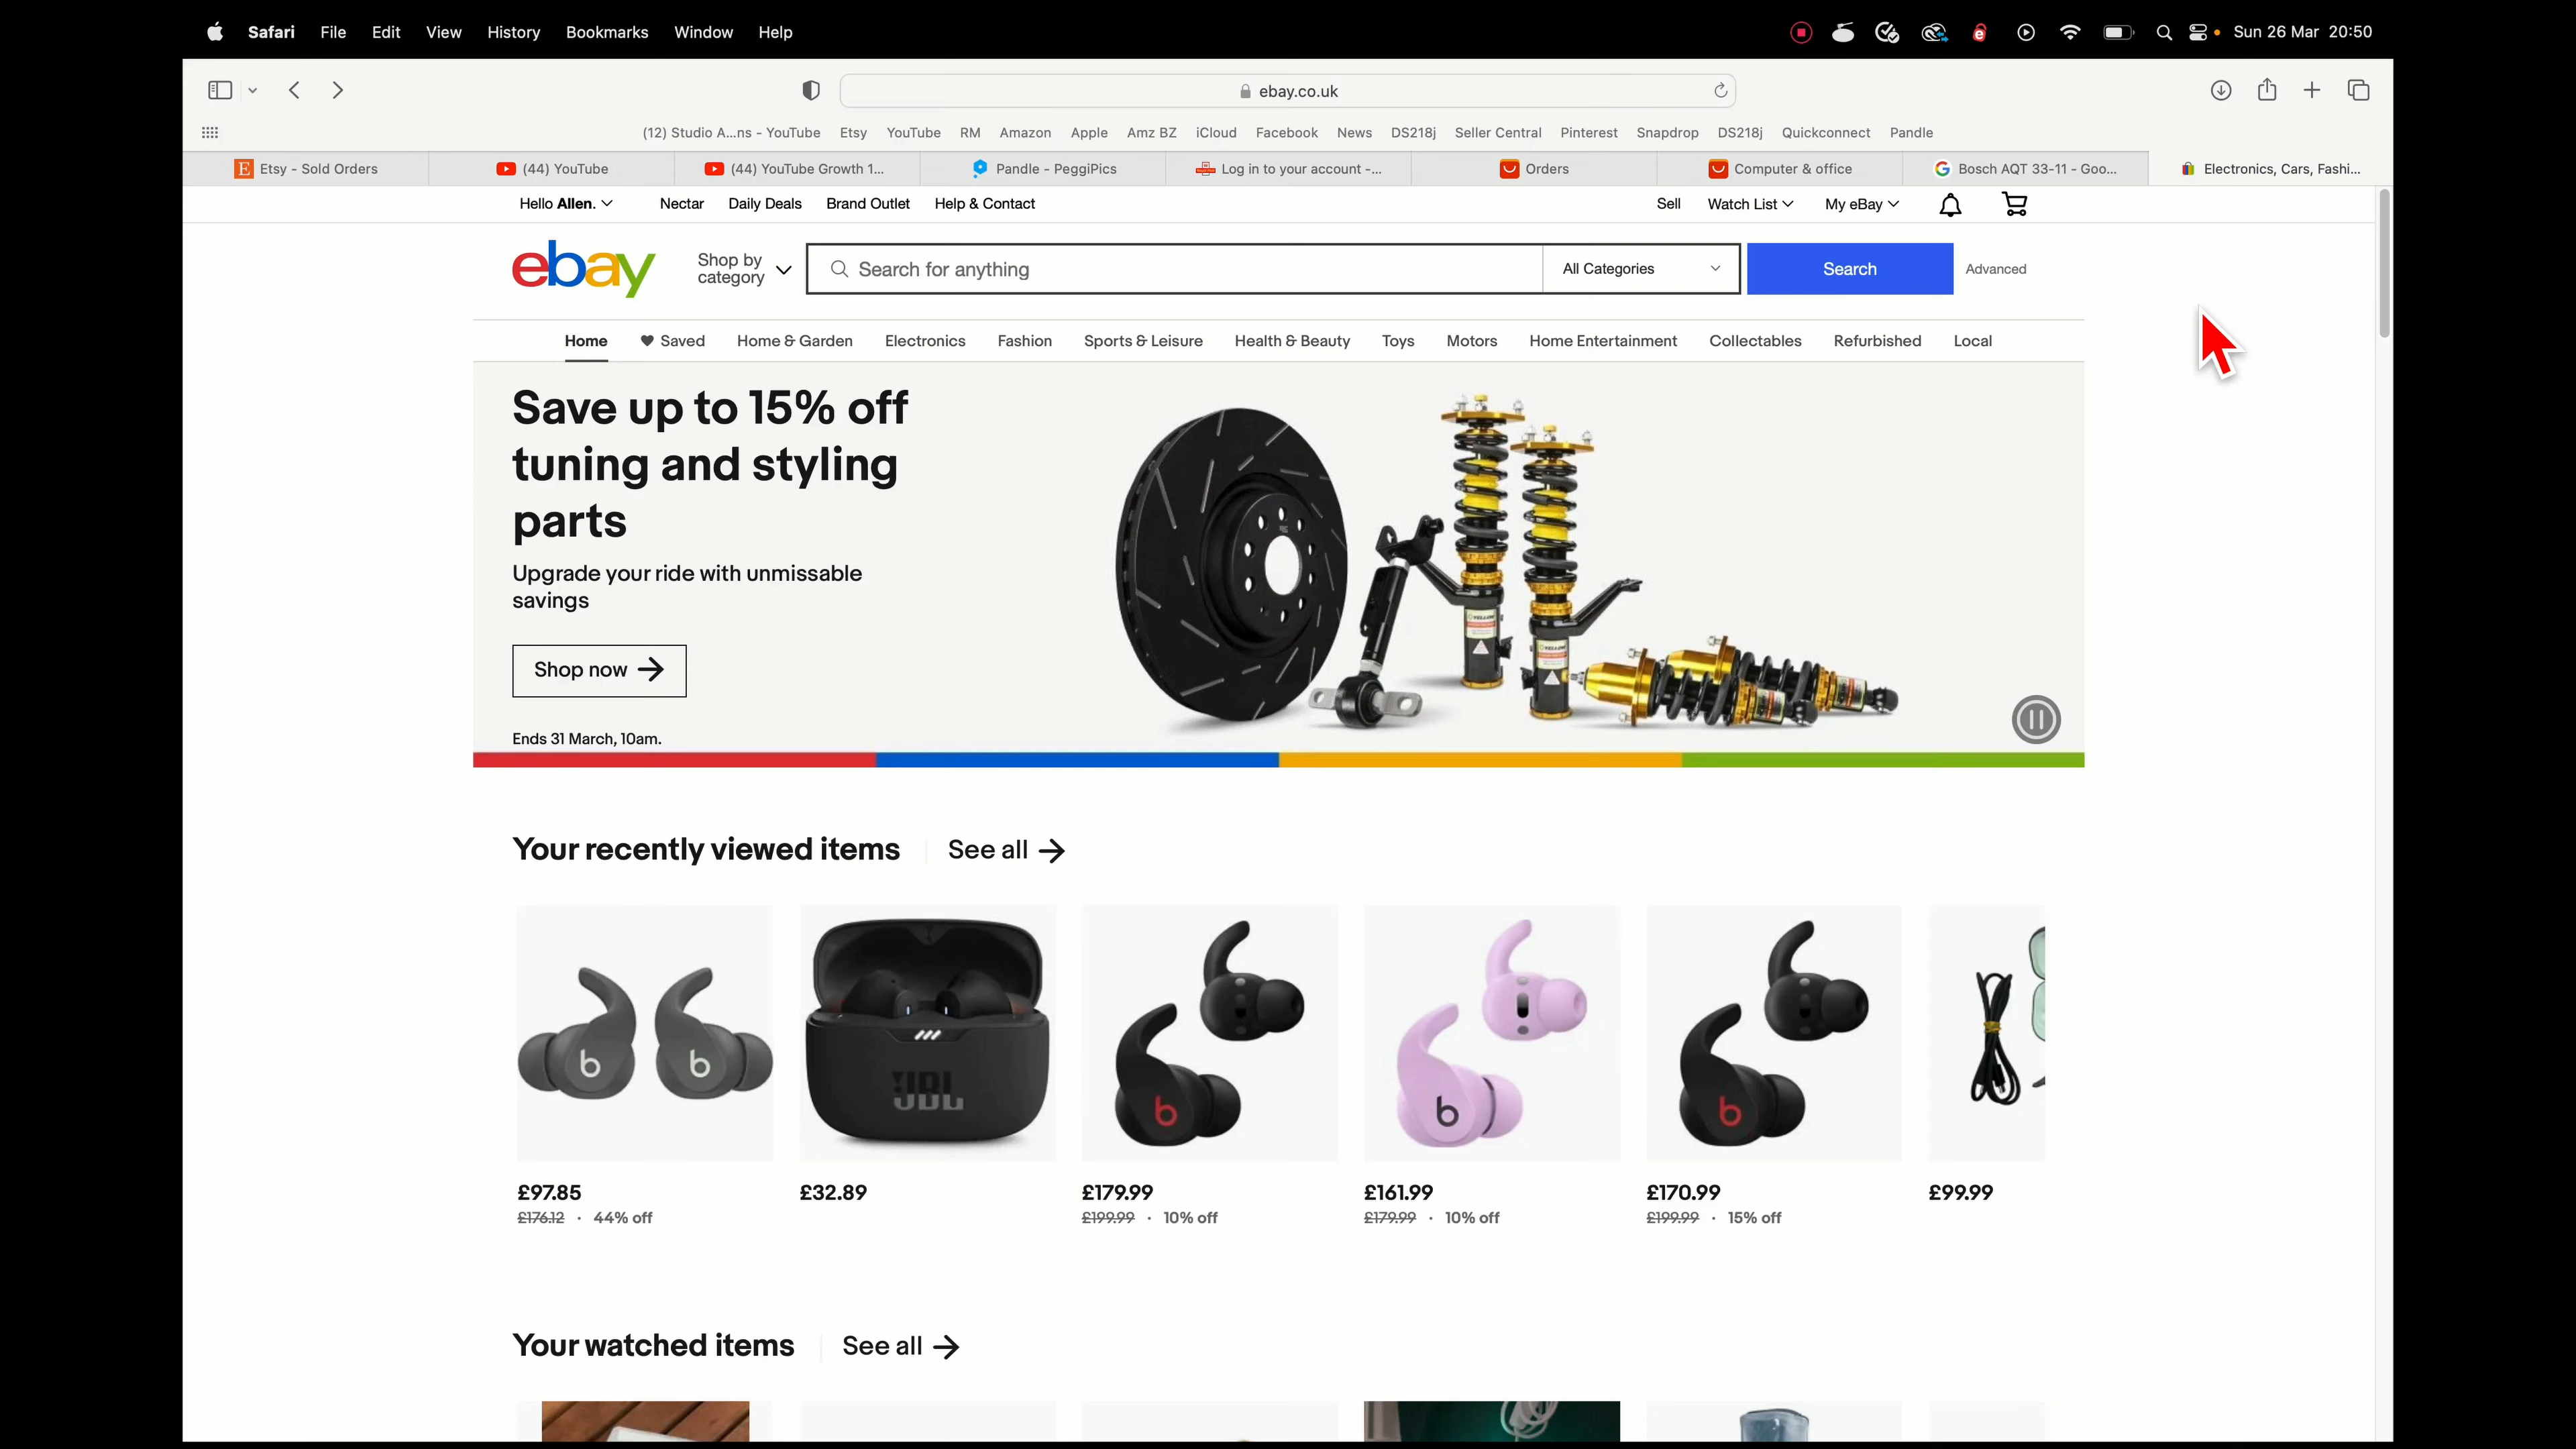 Safari File Edit View History Bookmarks Window Help Sun 26 Mar 20:50
ebay.co.uk
(12) Studio A...ns - YouTube Etsy YouTube RM Amazon Apple Amz BZ iCloud Facebook News DS218j Seller Central Pinterest Snapdrop DS218j Quickconnect Pandle
Etsy - Sold Orders (44) YouTube (44) YouTube Growth 1... Pandle - PeggiPics Log in to your account -... Orders Computer & office Bosch AQT 33-11 - Goo... Electronics, Cars, Fashi...
Hello Allen. Nectar Daily Deals Brand Outlet Help & Contact Sell Watch List My eBay
ebay Shop by category Search for anything All Categories Search Advanced
Home Saved Home & Garden Electronics Fashion Sports & Leisure Health & Beauty Toys Motors Home Entertainment Collectables Refurbished Local
Save up to 15% off
tuning and styling
parts
Upgrade your ride with unmissable
savings
Shop now
Ends 31 March, 10am.
Your recently viewed items See all
JBL
£97.85 £32.89 £179.99 £161.99 £170.99 £99.99
£176.12 · 44% off £199.99 · 10% off £179.99 · 10% off £199.99 · 15% off
Your watched items See all